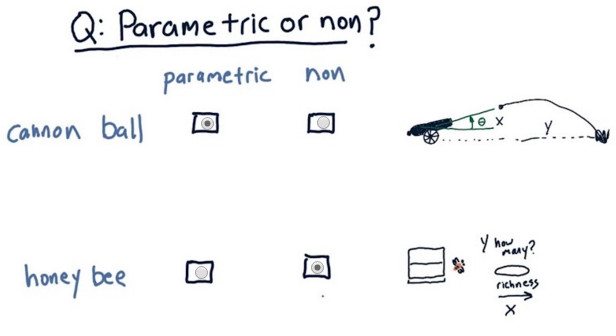 Q: Parametric or non?
parametric non
cannon ball
θ x
y
honey bee
y how many?
richness
x